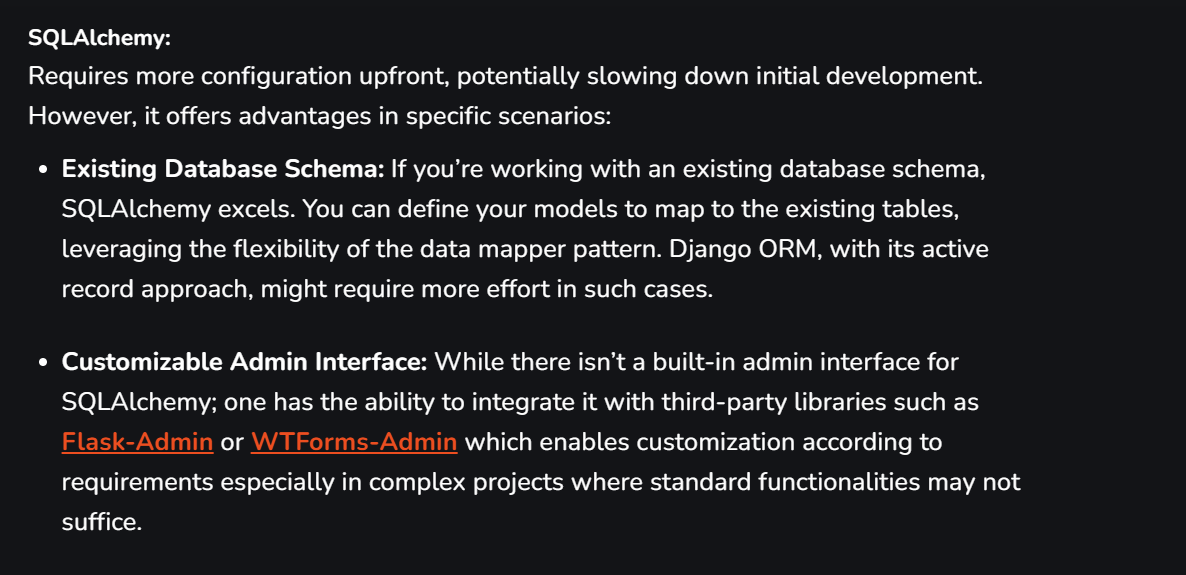 SQLAlchemy:
Requires more configuration upfront, potentially slowing down initial development.
However, it offers advantages in specific scenarios:
• Existing Database Schema: If you’re working with an existing database schema,
SQLAlchemy excels. You can define your models to map to the existing tables,
leveraging the flexibility of the data mapper pattern. Django ORM, with its active
record approach, might require more effort in such cases.
• Customizable Admin Interface: While there isn’t a built-in admin interface for
SQLAlchemy; one has the ability to integrate it with third-party libraries such as
Flask-Admin or WTForms-Admin which enables customization according to
requirements especially in complex projects where standard functionalities may not
suffice.